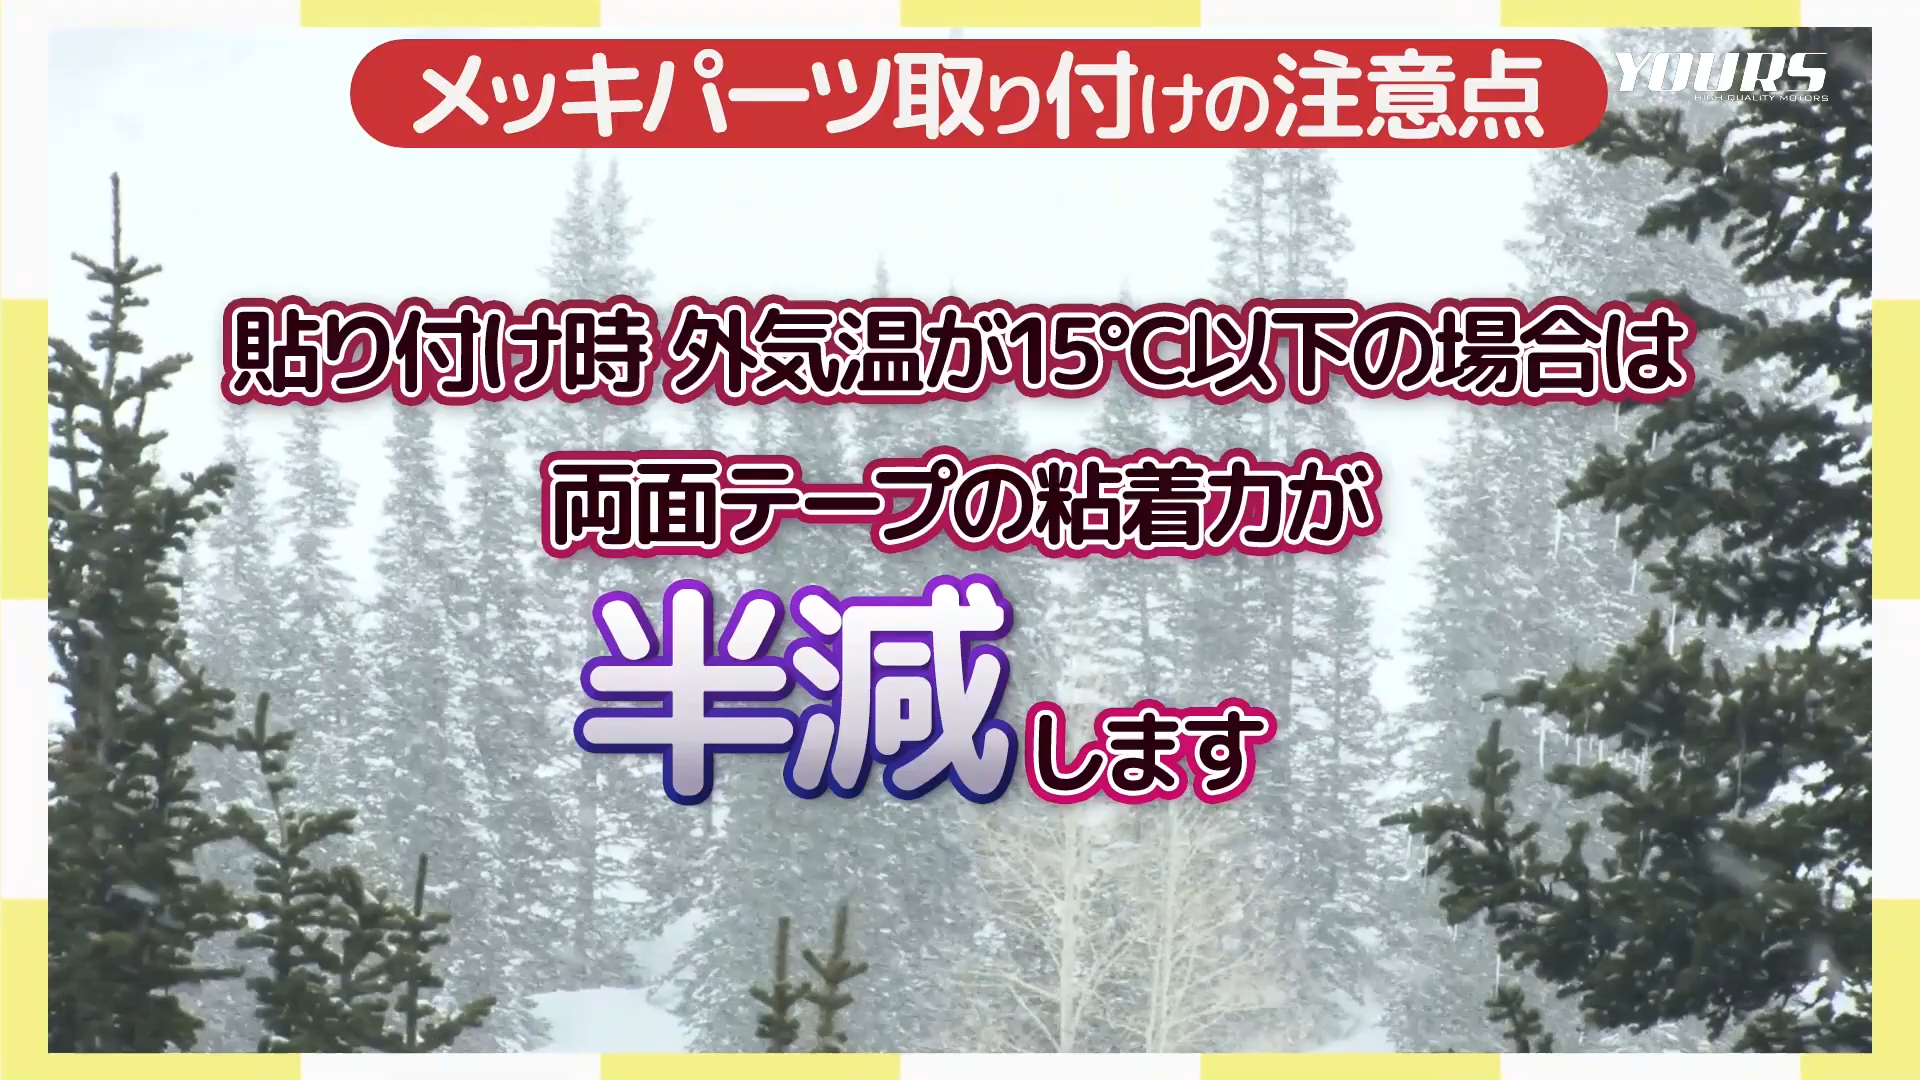 メッキパーツ取り付けの注意点
YOURS
HIGH QUALITY MOTORS
貼り付け時 外気温が15℃以下の場合は
両面テープの粘着力が
半減します